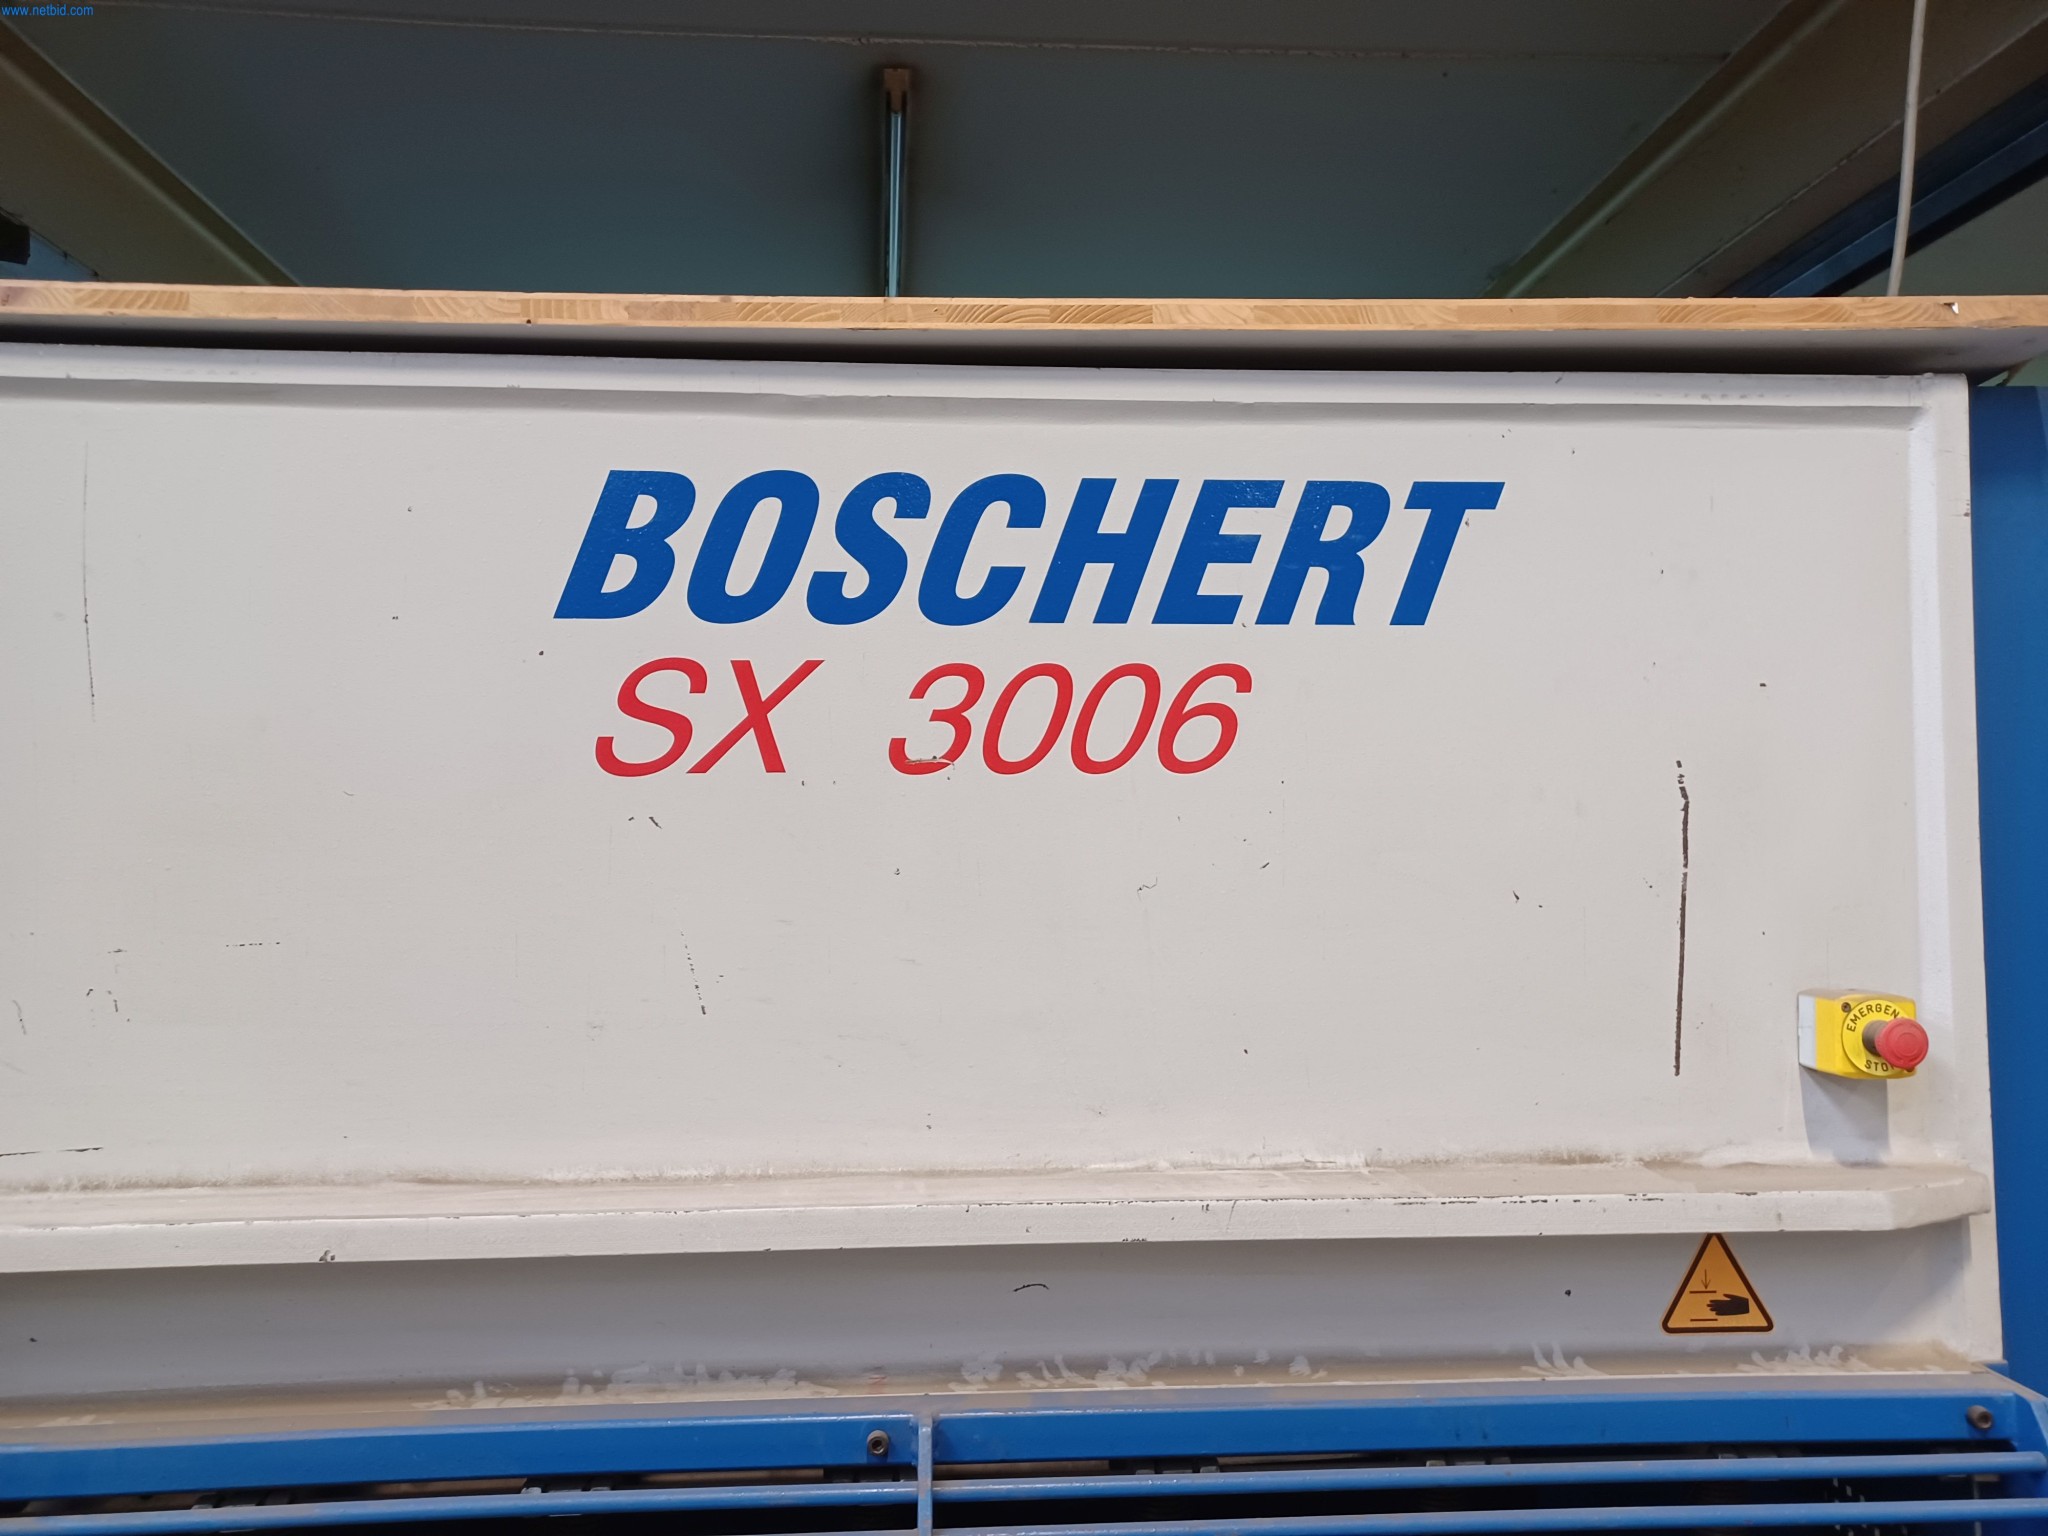 www.netbid.com
BOSCHERT
SX 3006
EMERGEN
STO